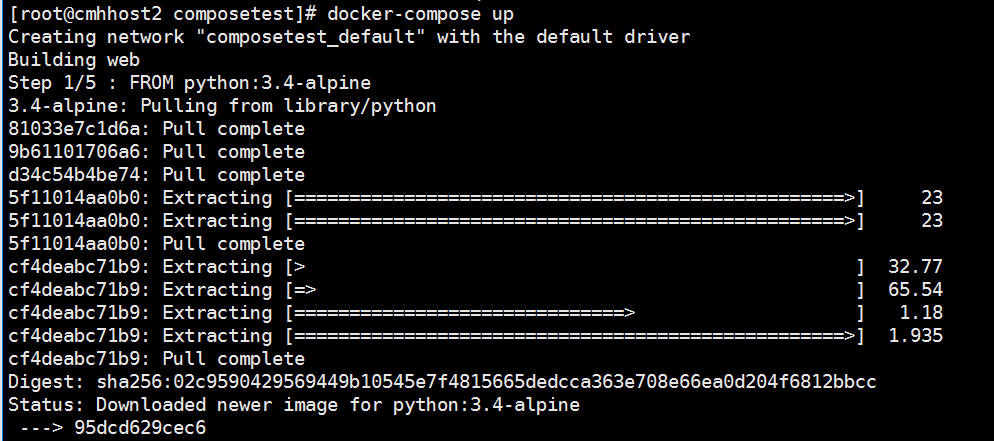 [root@cmhhost2 composetest]# docker-compose up
Creating network "composetest_default" with the default driver
Building web
Step 1/5 : FROM python:3.4-alpine
3.4-alpine: Pulling from library/python
81033e7c1d6a: Pull complete
9b61101706a6: Pull complete
d34c54b4be74: Pull complete
5f11014aa0b0: Extracting [==================================================>]     23
5f11014aa0b0: Extracting [==================================================>]     23
5f11014aa0b0: Pull complete
cf4deabc71b9: Extracting [>                                                  ]  32.77
cf4deabc71b9: Extracting [=>                                                 ]  65.54
cf4deabc71b9: Extracting [==============================>                    ]   1.18
cf4deabc71b9: Extracting [==================================================>]  1.935
cf4deabc71b9: Pull complete
Digest: sha256:02c9590429569449b10545e7f4815665dedcca363e708e66ea0d204f6812bbcc
Status: Downloaded newer image for python:3.4-alpine
 ---> 95dcd629cec6